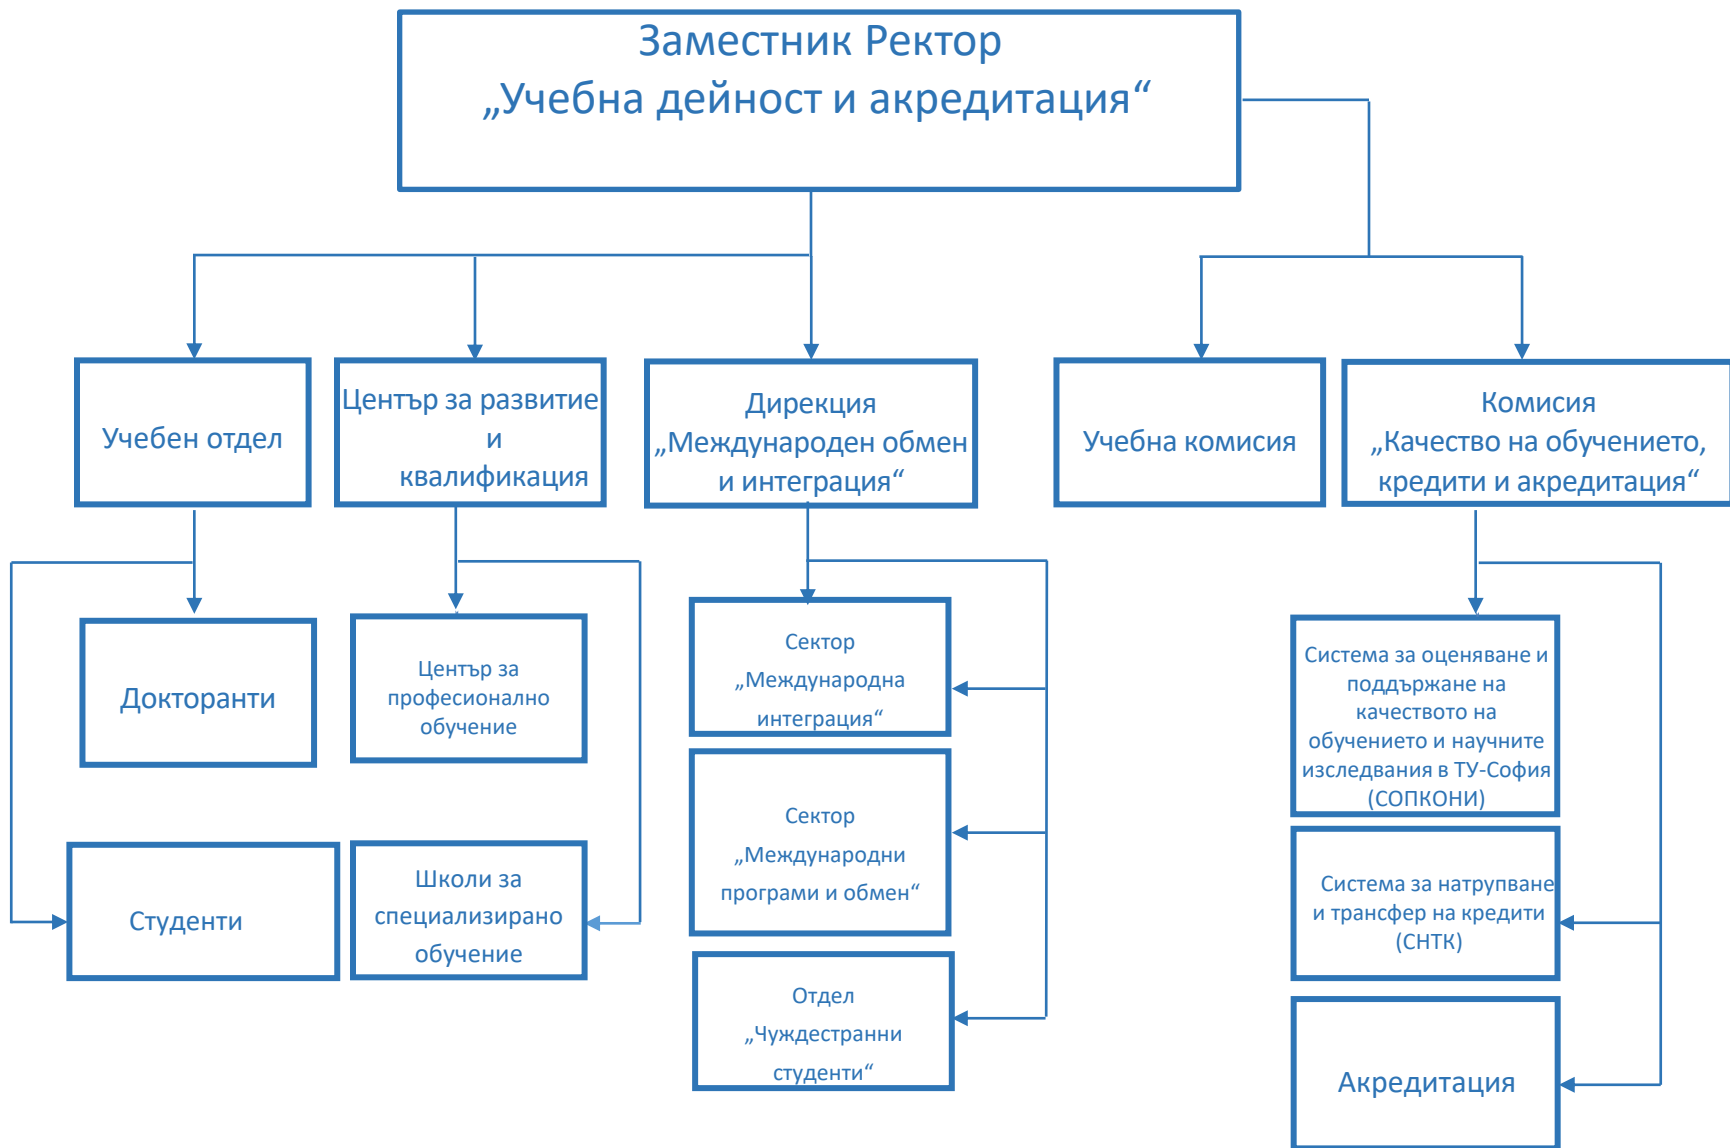 Заместник Ректор
„Учебна дейност и акредитация“
Учебен отдел
Център за развитие
и
квалификация
Дирекция
„Международен обмен
и интеграция“
Учебна комисия
Комисия
„Качество на обучението,
кредити и акредитация“
Докторанти
Център за
професионално
обучение
Сектор
„Международна
интеграция“
Система за оценяване и
поддържане на
качеството на
обучението и научните
изследвания в ТУ-София
(СОПКОНИ)
Сектор
„Международни
програми и обмен“
Студенти
Школи за
специализирано
обучение
Система за натрупване
и трансфер на кредити
(СНТК)
Отдел
„Чуждестранни
студенти“
Акредитация